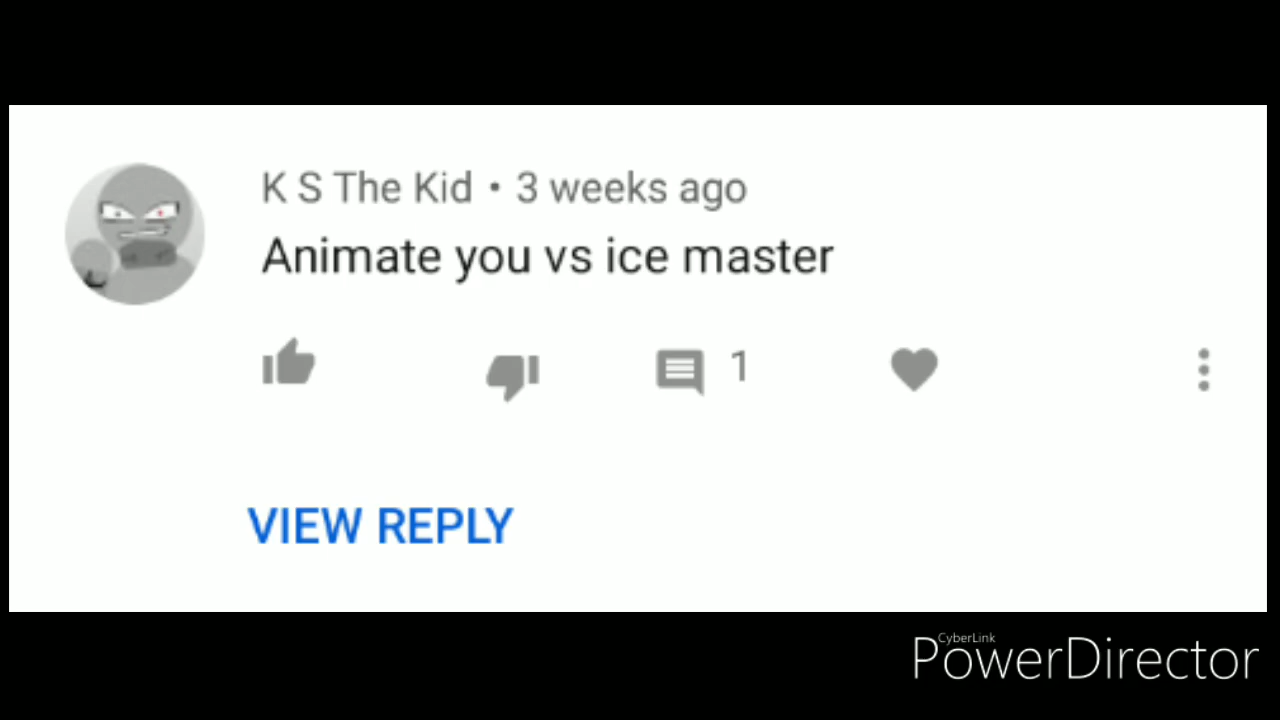 K S The Kid • 3 weeks ago
Animate you vs ice master
1
VIEW REPLY
CyberLink
PowerDirector